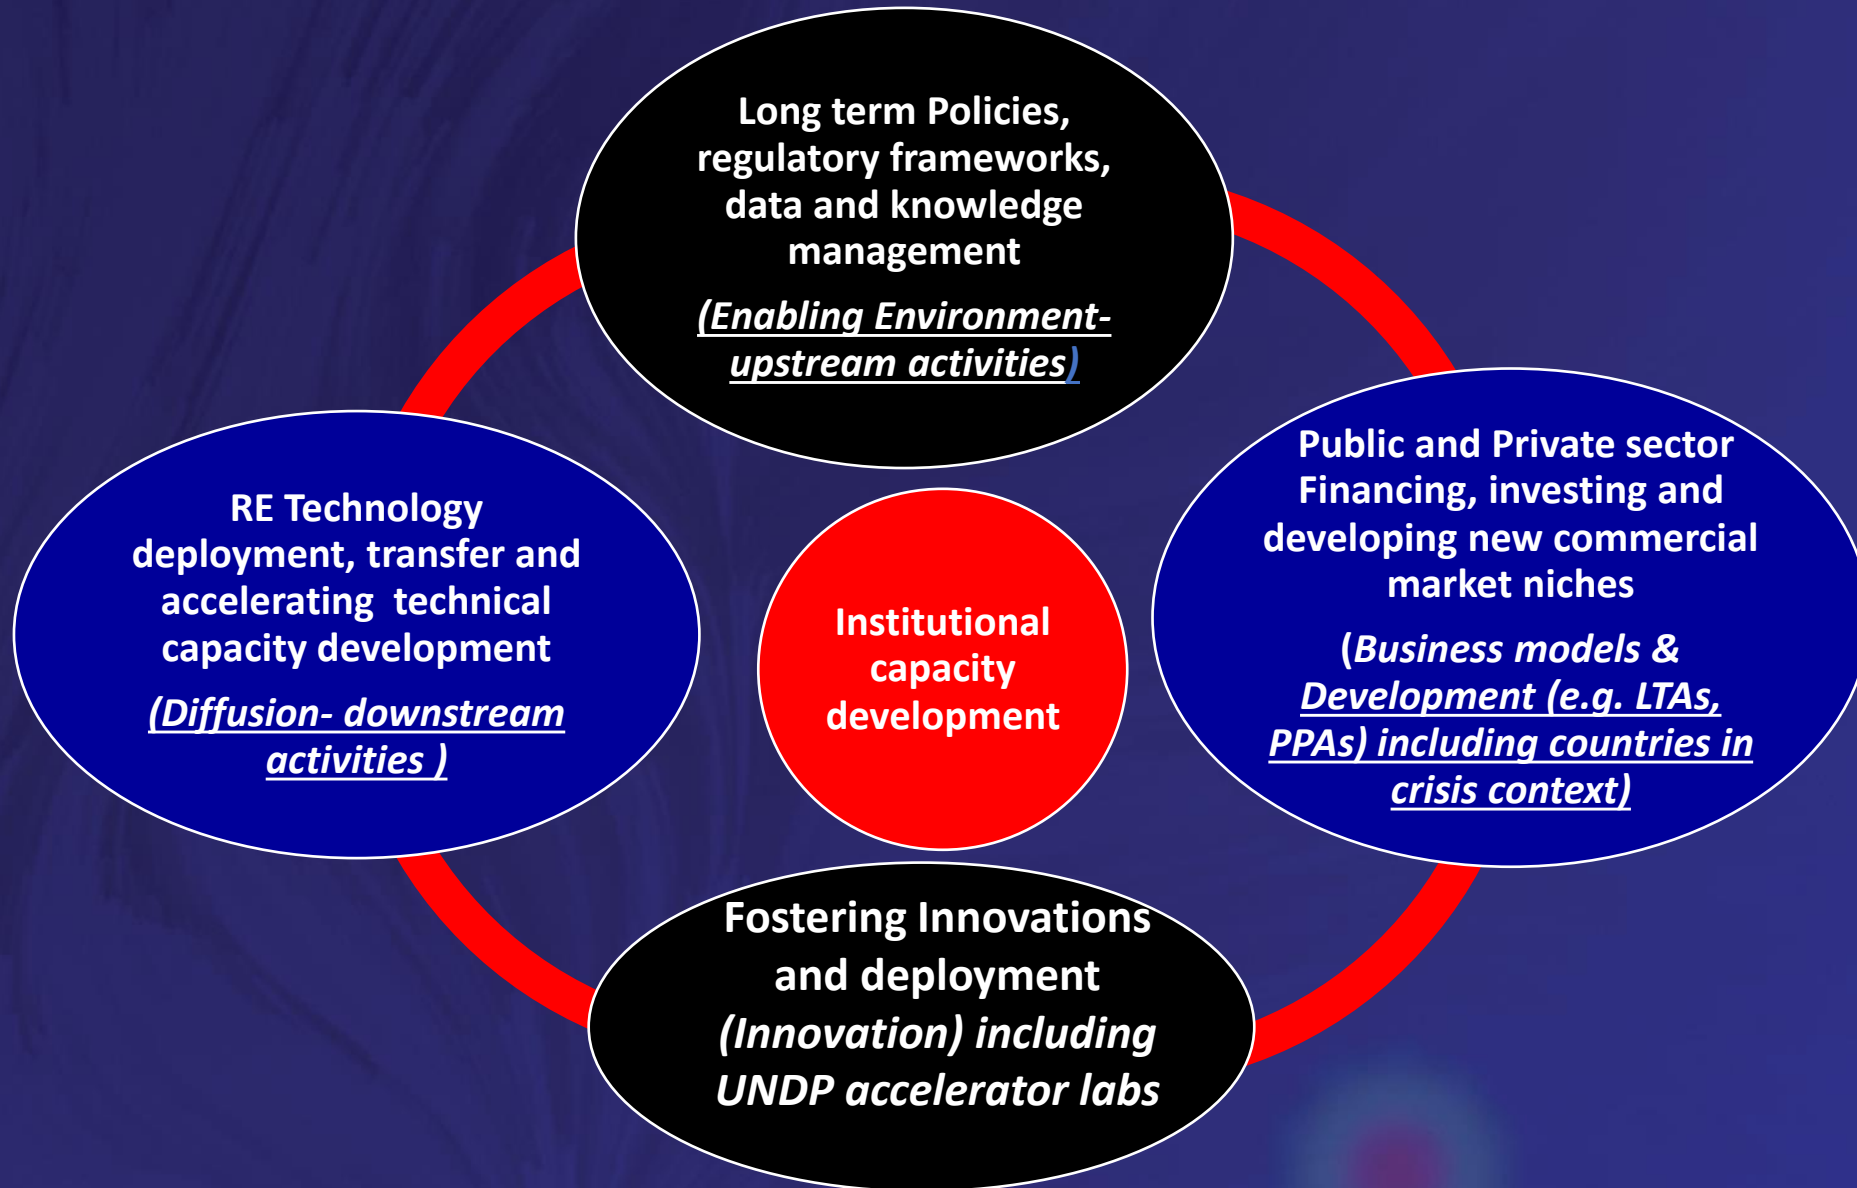 Long term Policies,
regulatory frameworks,
data and knowledge
management
(Enabling Environment-
upstream activities)
RE Technology
deployment, transfer and
accelerating technical
capacity development
(Diffusion- downstream
activities )
Institutional
capacity
development
Public and Private sector
Financing, investing and
developing new commercial
market niches
(Business models &
Development (e.g. LTAs,
PPAs) including countries in
crisis context)
Fostering Innovations
and deployment
(Innovation) including
UNDP accelerator labs